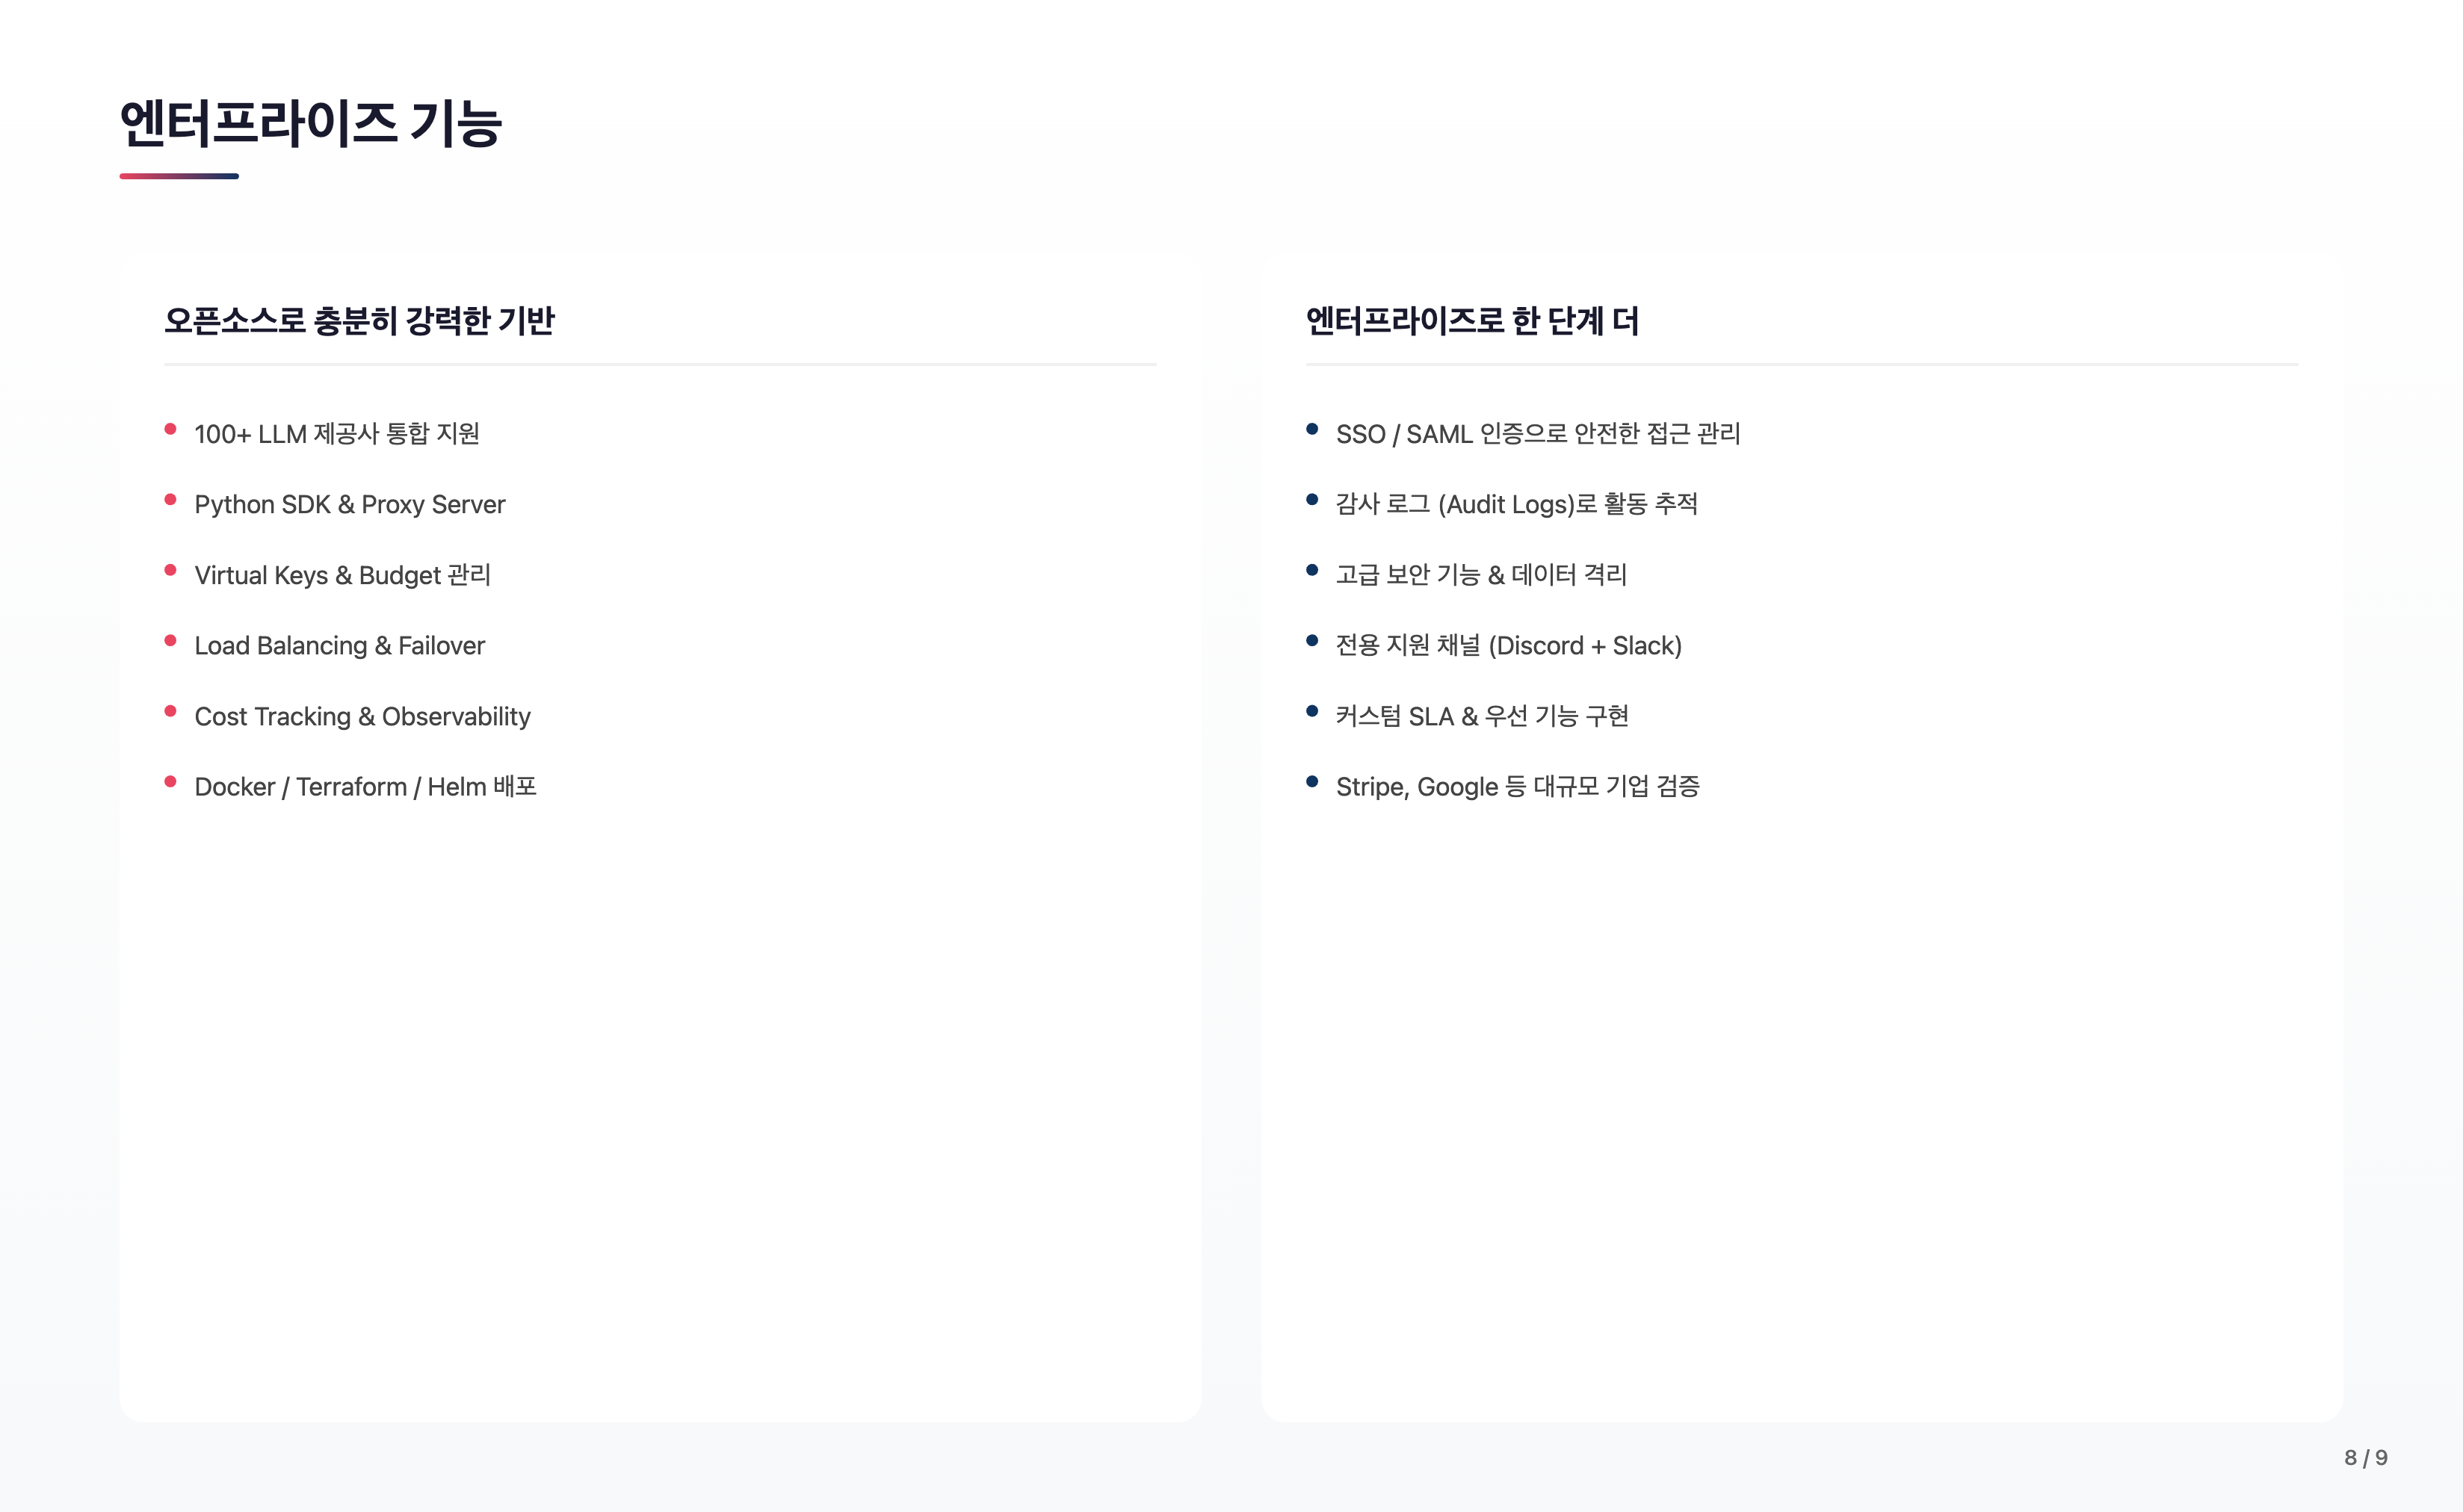 엔터프라이즈 기능
오픈소스로 충분히 강력한 기반
100+ LLM 제공사 통합 지원
Python SDK & Proxy Server
Virtual Keys & Budget 관리
Load Balancing & Failover
Cost Tracking & Observability
Docker / Terraform / Helm 배포
엔터프라이즈로 한 단계 더
SSO / SAML 인증으로 안전한 접근 관리
감사 로그 (Audit Logs)로 활동 추적
고급 보안 기능 & 데이터 격리
전용 지원 채널 (Discord + Slack)
커스텀 SLA & 우선 기능 구현
Stripe, Google 등 대규모 기업 검증
8 / 9